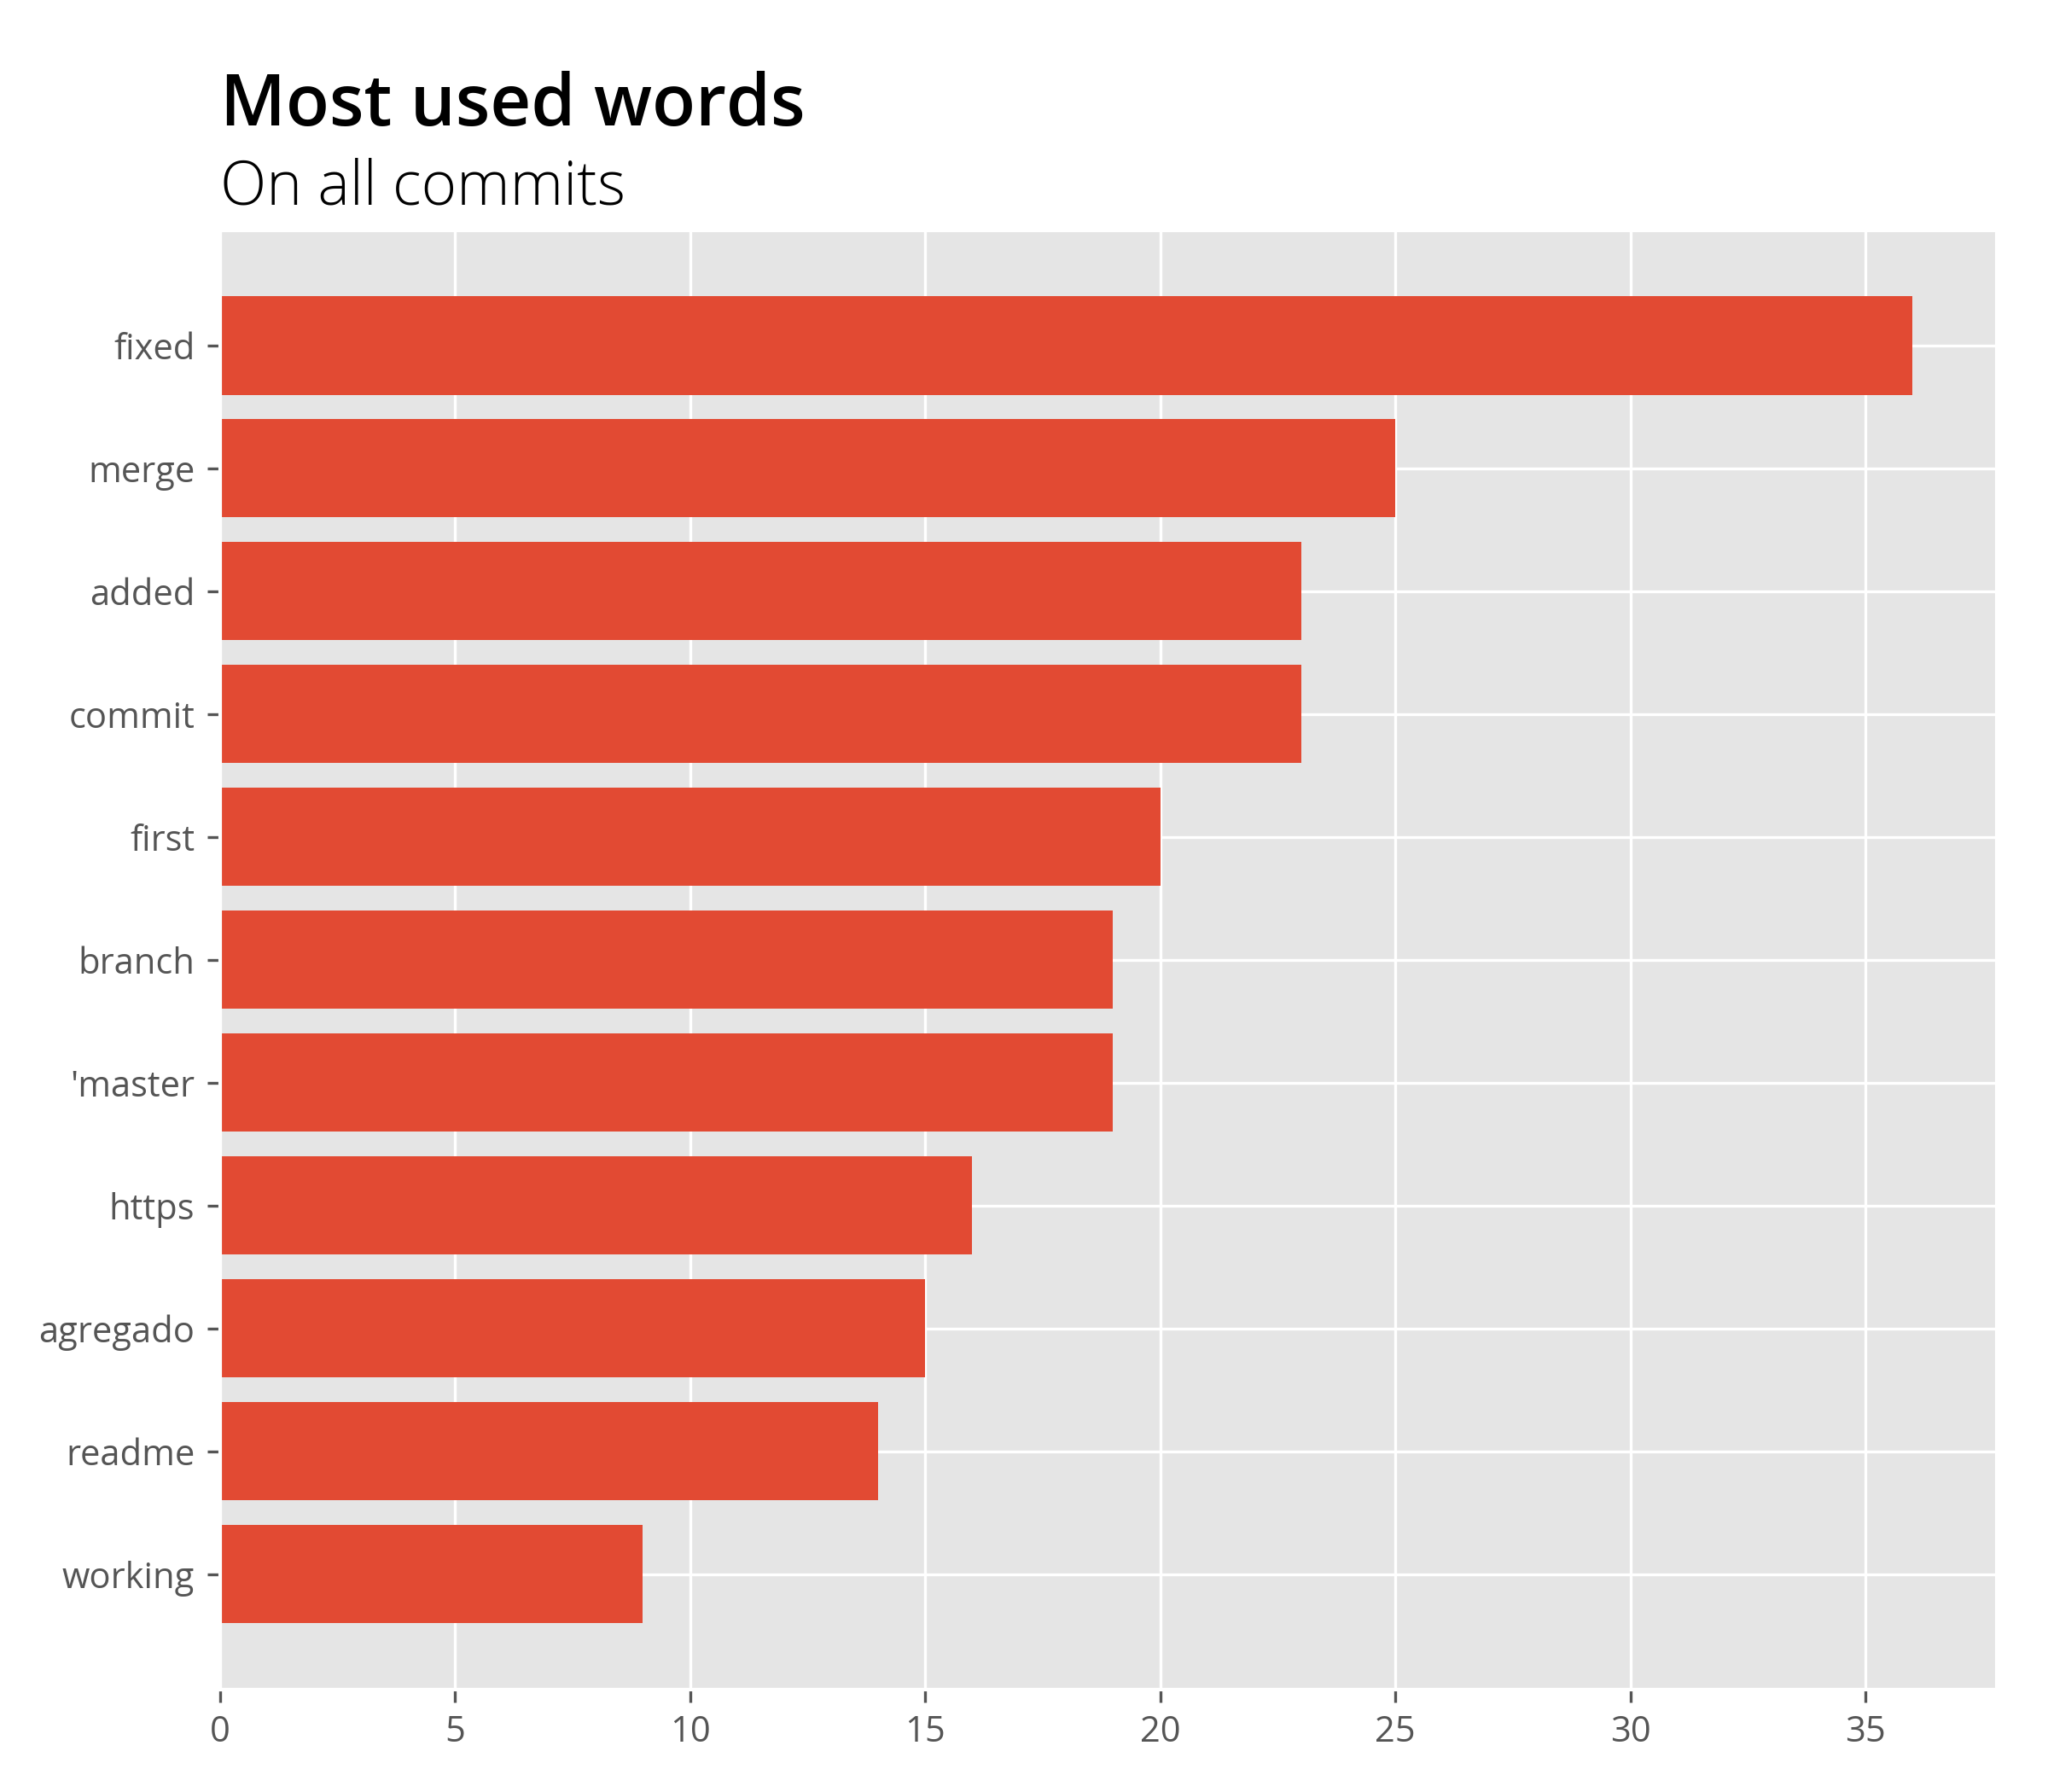 Most used words
On all commits
fixed
merge
added
commit
first
branch
'master
https
agregado
readme
working
0 5 10 15 20 25 30 35